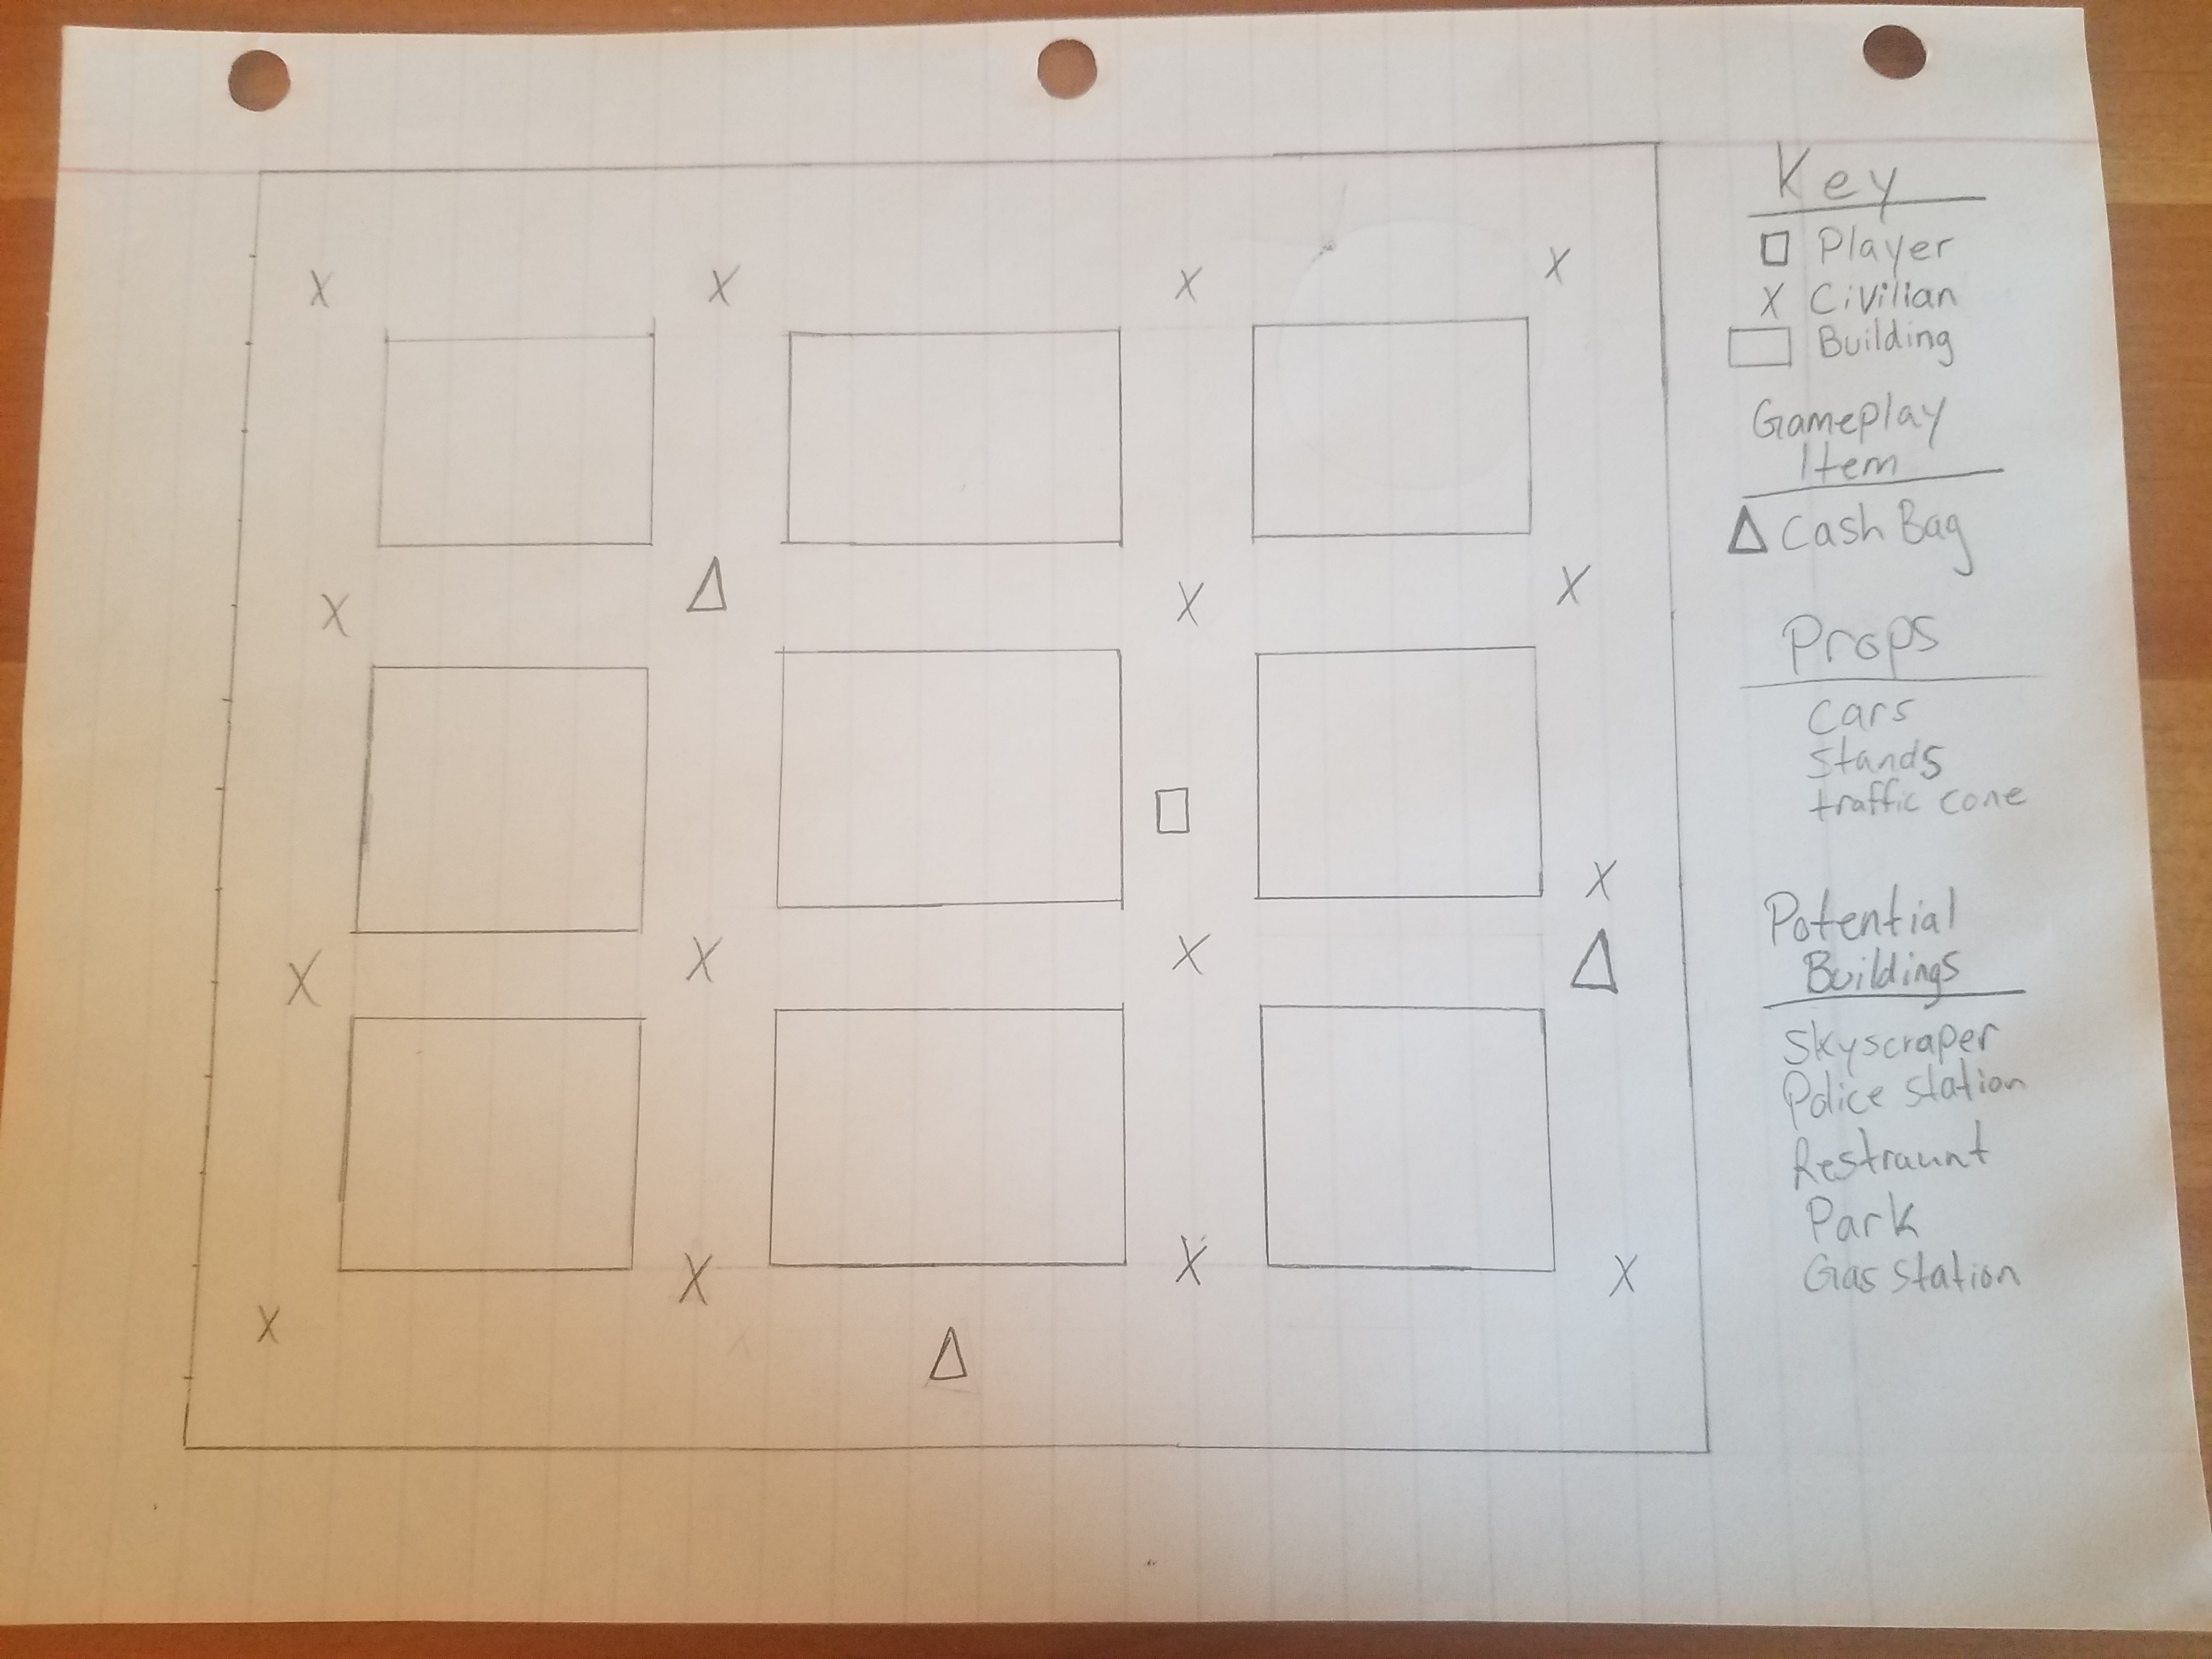 Key
Player
X Civilian
Building
Gameplay
Item
Cash Bag
Props
Cars
Stands
traffic cone
Potential
Buildings
Skyscraper
Police station
Restraunt
Park
Gas station